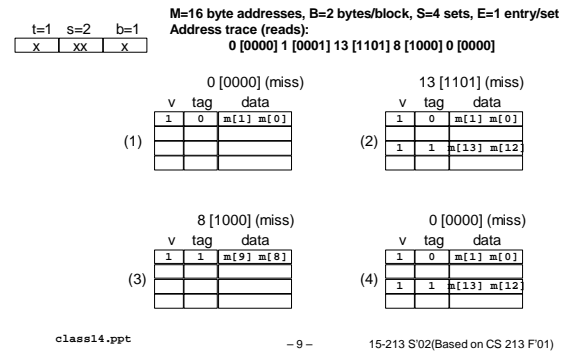 M=16 byte addresses, B=2 bytes/block, S=4 sets, E=1 entry/set
t=1 s=2 b=1
x xx x
Address trace (reads):
0 [0000] 1 [0001] 13 [1101] 8 [1000] 0 [0000]
0 [0000] (miss)
v tag data
(1)
1 0 m[1] m[0]
13 [1101] (miss)
v tag data
(2)
1 0 m[1] m[0]
1 1 m[13] m[12]
8 [1000] (miss)
v tag data
(3)
1 1 m[9] m[8]
0 [0000] (miss)
v tag data
(4)
1 0 m[1] m[0]
1 1 m[13] m[12]
class14.ppt
– 9 –
15-213 S'02(Based on CS 213 F'01)